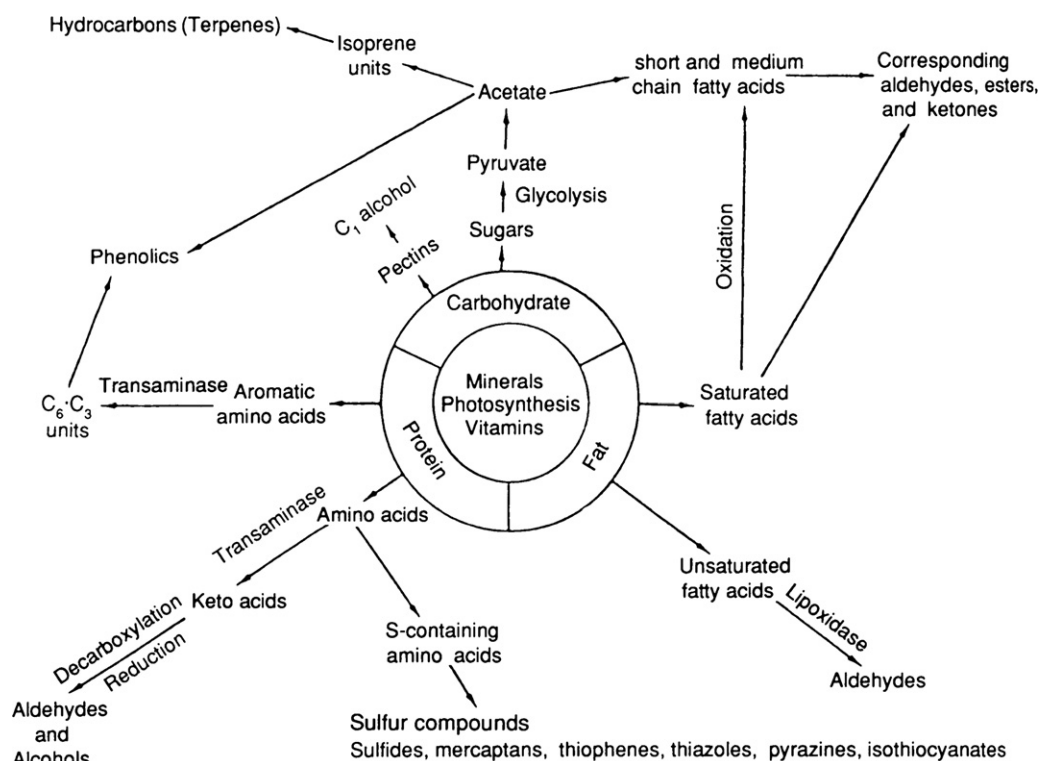 Hydrocarbons (Terpenes)
Isoprene
units
Acetate
short and medium
chain fatty acids
Corresponding
aldehydes, esters,
and ketones
Pyruvate
Glycolysis
Sugars
C₁ alcohol
Pectins
Phenolics
Oxidation
Carbohydrate
Minerals
Photosynthesis
Vitamins
Protein
Fat
Transaminase
Aromatic
amino acids
C₆·C₃
units
Saturated
fatty acids
Transaminase
Amino acids
Keto acids
Decarboxylation
Reduction
Aldehydes
and
Alcohols
S-containing
amino acids
Sulfur compounds
Sulfides, mercaptans, thiophenes, thiazoles, pyrazines, isothiocyanates
Unsaturated
fatty acids
Lipoxidase
Aldehydes